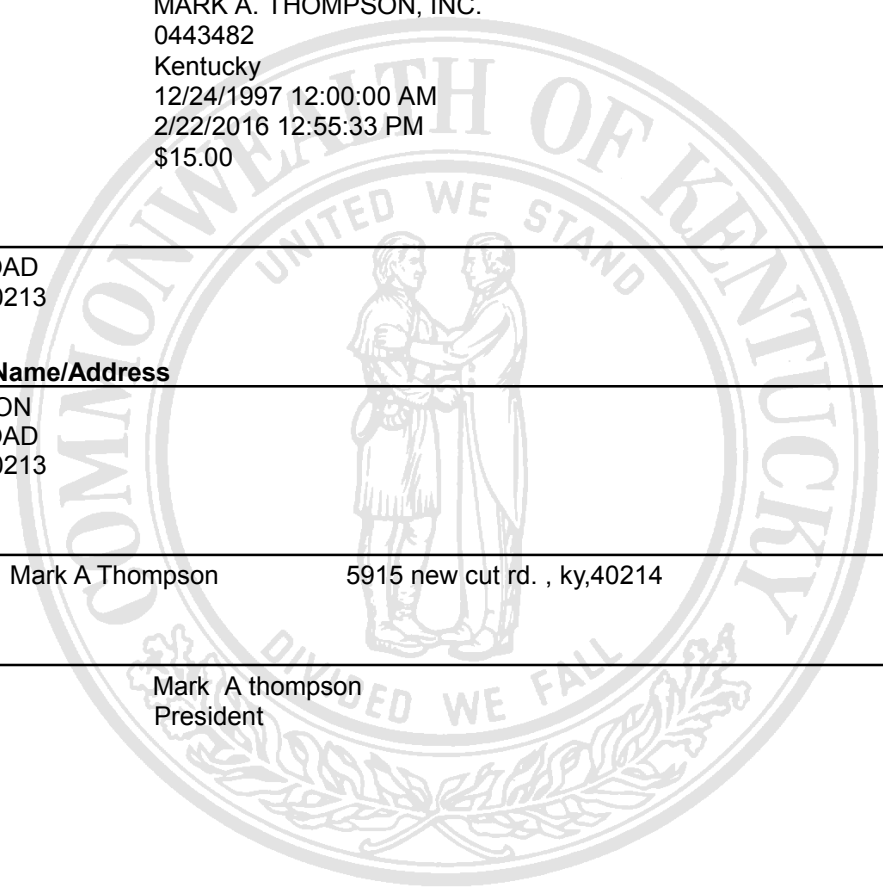 MARK A. THOMPSON, INC.
0443482
Kentucky
12/24/1997 12:00:00 AM
2/22/2016 12:55:33 PM
$15.00
OAD
0213
Name/Address
ON
OAD
0213
Mark A Thompson 5915 new cut rd. , ky,40214
Mark A thompson
President
COMMONWEALTH OF KENTUCKY
UNITED WE STAND
DIVIDED WE FALL